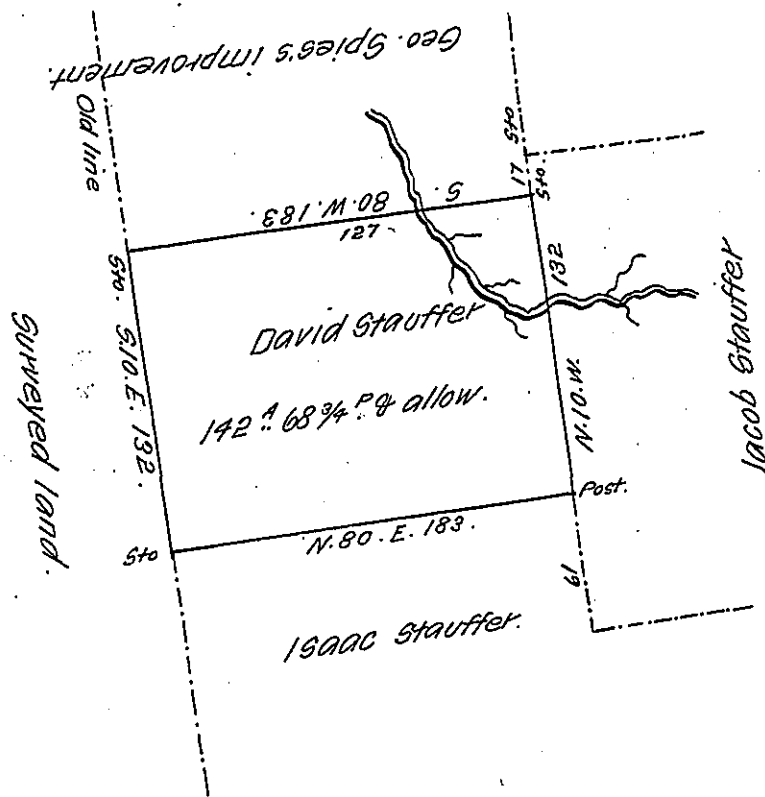 Geo. Spies's improvement.
Old line
Sto
17
Sto.
S. 80. W. 183.
127
132
Sto.
S.10.E. 132.
David Stauffer
142 A.. 68 3/4 P. & allow.
N.10.W.
Jacob Stauffer
Surveyed land.
Post.
Sto
N.80.E. 183.
61
Isaac Stauffer.